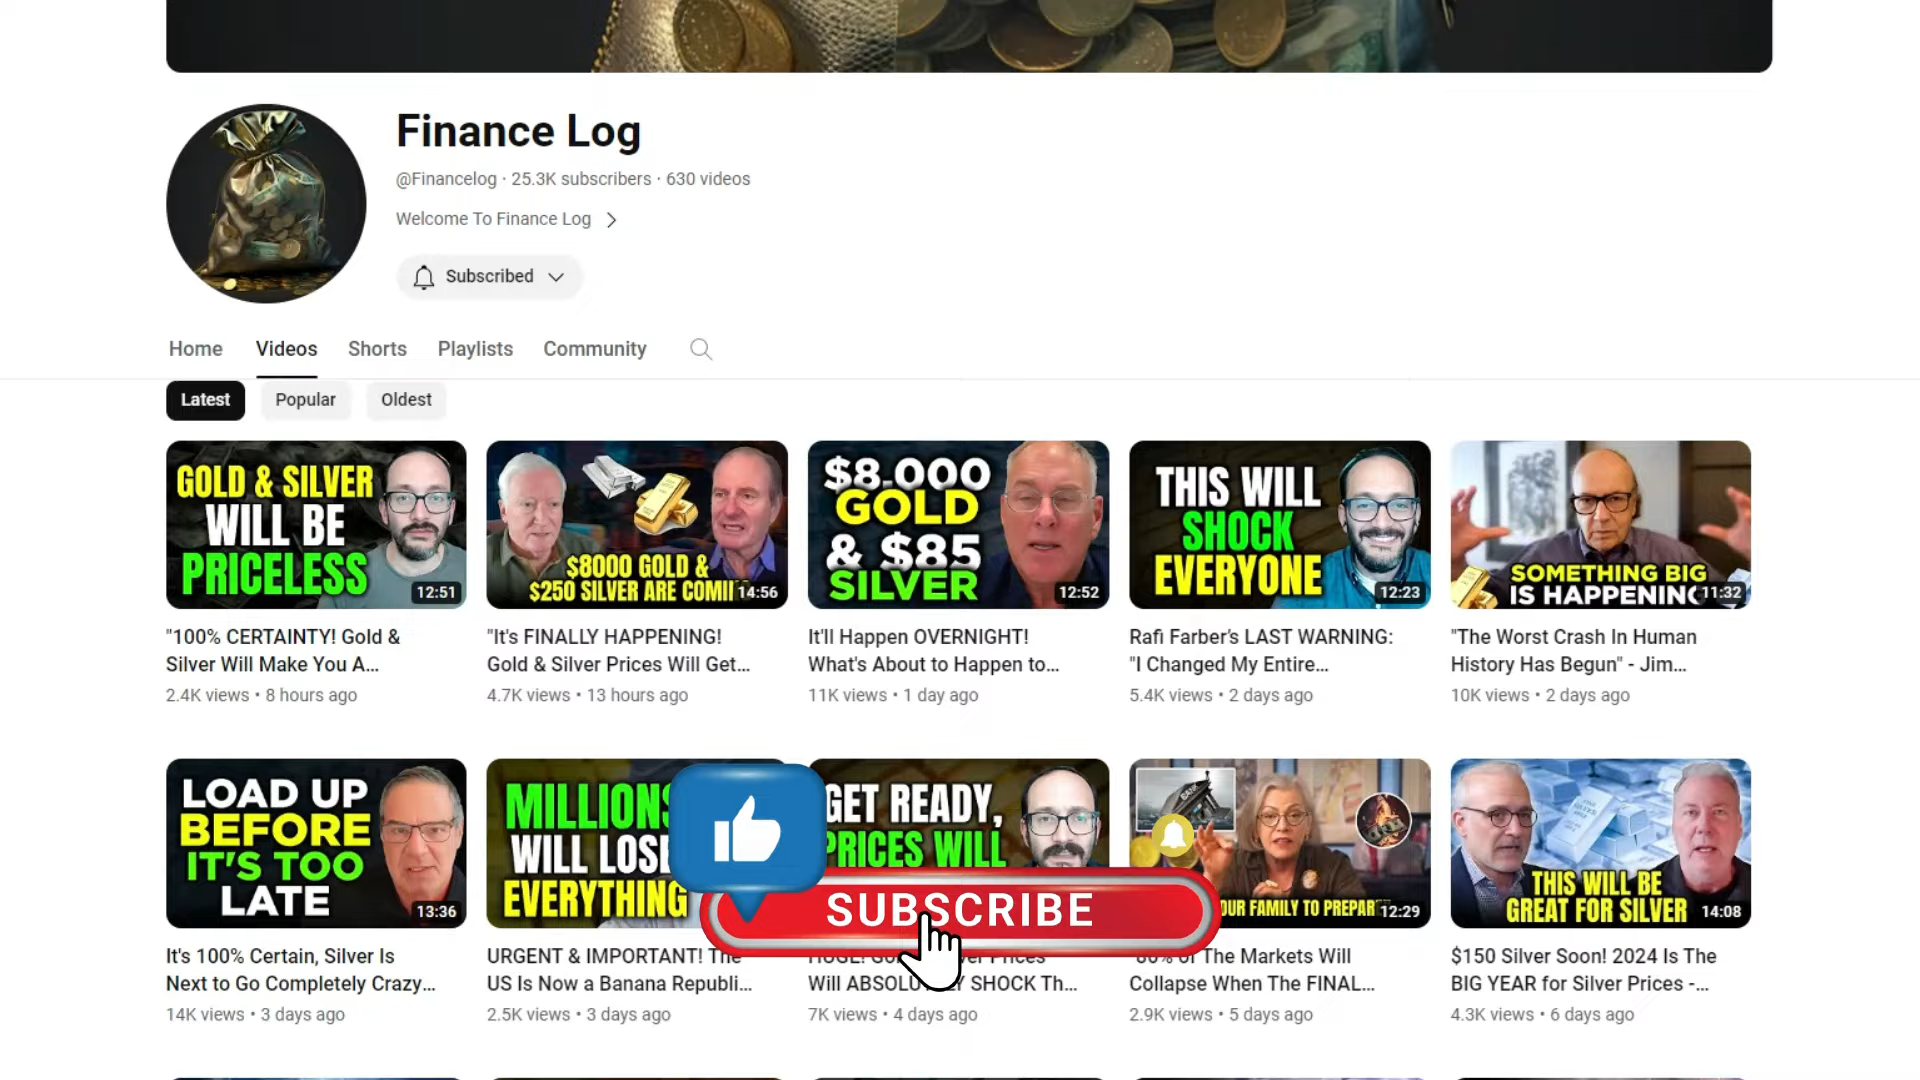 Finance Log
@Financelog · 25.3K subscribers · 630 videos
Welcome To Finance Log
Subscribed
Home
Videos
Shorts
Playlists
Community
Latest
Popular
Oldest
GOLD & SILVER
WILL BE
PRICELESS
12:51
$8000 GOLD &
$250 SILVER ARE
14:56
$8.000
GOLD
& $85
SILVER
12:52
THIS WILL
SHOCK
EVERYONE
12:23
SOMETHING BIG
IS HAPPENING
11:32
"100% CERTAINTY! Gold &
Silver Will Make You A...
2.4K views • 8 hours ago
"It's FINALLY HAPPENING!
Gold & Silver Prices Will Get...
4.7K views • 13 hours ago
It'll Happen OVERNIGHT!
What's About to Happen to...
11K views • 1 day ago
Rafi Farber's LAST WARNING:
"I Changed My Entire...
5.4K views • 2 days ago
"The Worst Crash In Human
History Has Begun" - Jim...
10K views • 2 days ago
LOAD UP
BEFORE
IT'S TOO
LATE
13:36
MILLIONS
WILL LOSE
EVERYTHING
GET READY,
PRICES WILL
BANK
OUR FAMILY TO
12:29
THIS WILL BE
GREAT FOR SILVER
14:08
SUBSCRIBE
It's 100% Certain, Silver Is
Next to Go Completely Crazy...
14K views • 3 days ago
URGENT & IMPORTANT! The
US Is Now a Banana Republi...
2.5K views • 3 days ago
HUGE! Prices
Will ABSOLUTELY SHOCK Th...
7K views • 4 days ago
"80% of The Markets Will
Collapse When The FINAL...
2.9K views • 5 days ago
$150 Silver Soon! 2024 Is The
BIG YEAR for Silver Prices -...
4.3K views • 6 days ago